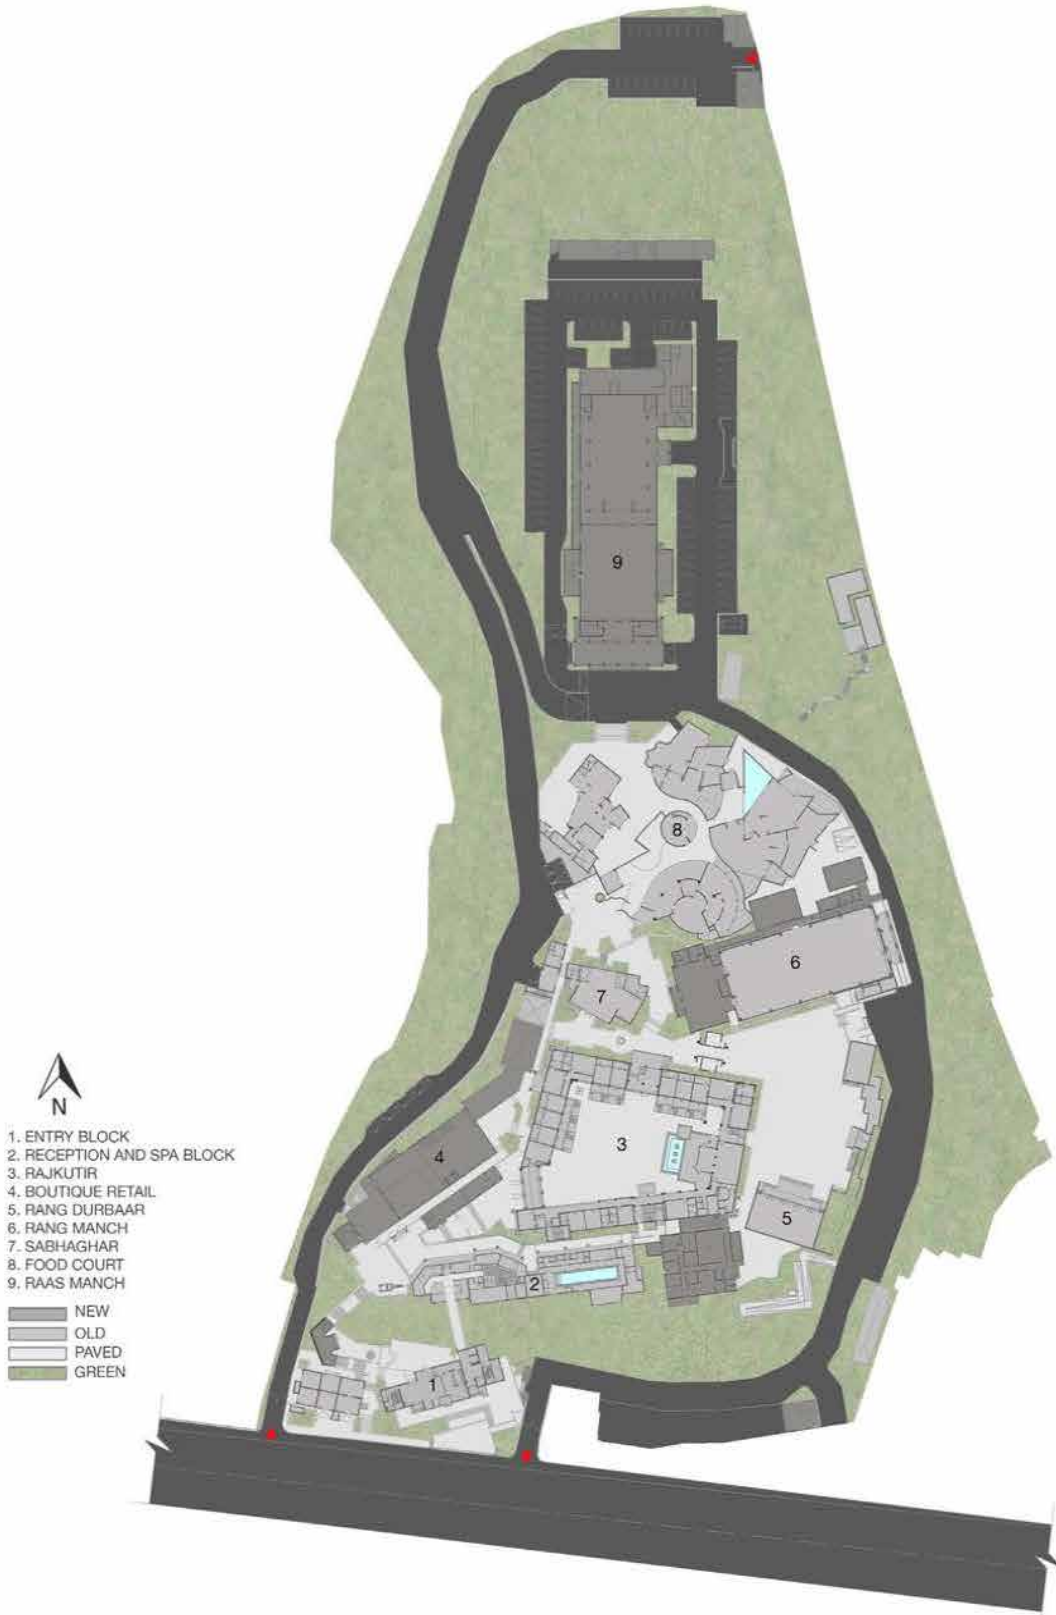 9
8
6
7
4
3
5
2
1
N
1. ENTRY BLOCK
2. RECEPTION AND SPA BLOCK
3. RAJKUTIR
4. BOUTIQUE RETAIL
5. RANG DURBAAR
6. RANG MANCH
7. SABHAGHAR
8. FOOD COURT
9. RAAS MANCH
NEW
OLD
PAVED
GREEN